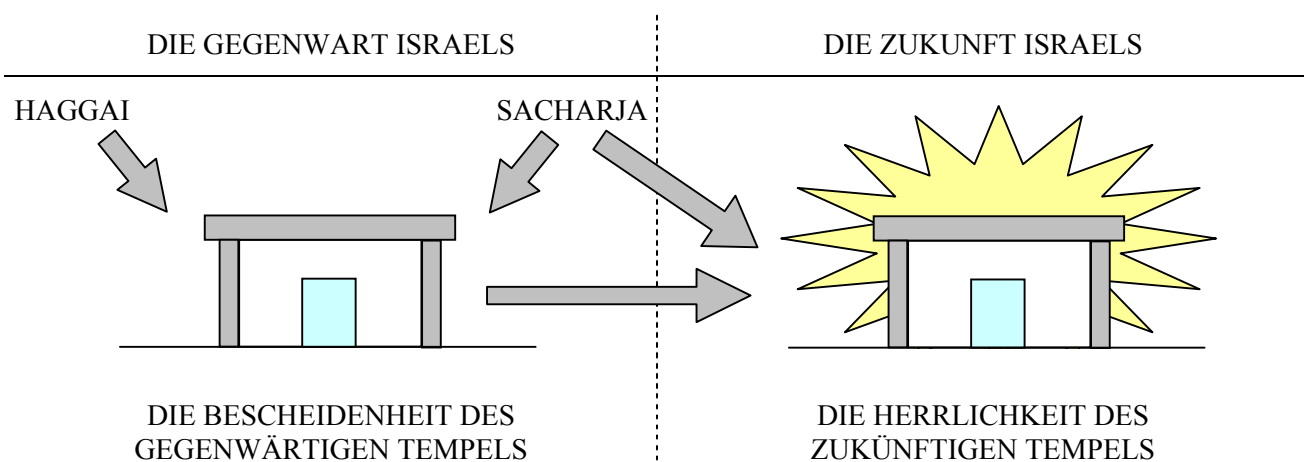 DIE GEGENWART ISRAELS
DIE ZUKUNFT ISRAELS
HAGGAI
SACHARJA
DIE BESCHEIDENHEIT DES
GEGENWÄRTIGEN TEMPELS
DIE HERRLICHKEIT DES
ZUKÜNFTIGEN TEMPELS